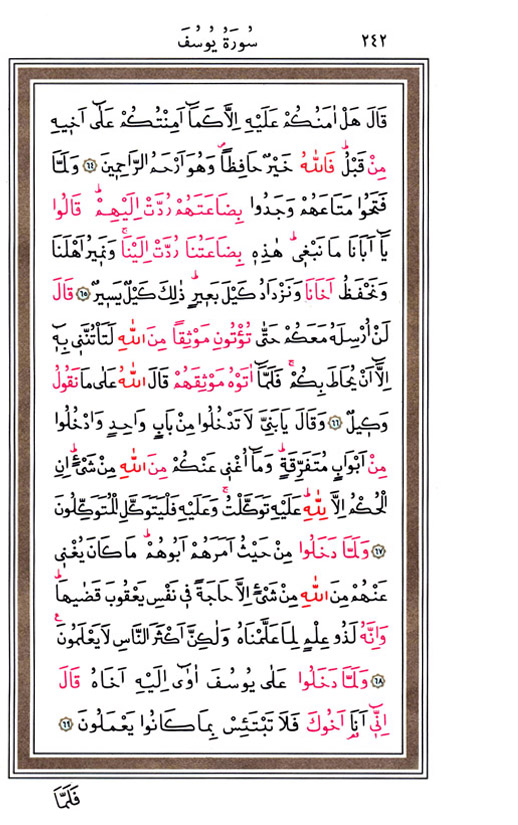 ٢٤٢ سُورَةُ يُوسُفَ
قَالَ هَلْ اٰمَنُكُمْ عَلَيْهِ اِلَّا كَمَٓا اَمِنْتُكُمْ عَلٰٓى اَخ۪يهِ
مِنْ قَبْلُۜ فَاللّٰهُ خَيْرٌ حَافِظًاۖ وَهُوَ اَرْحَمُ الرَّاحِم۪ينَ ﴿٦٤﴾ وَلَمَّا
فَتَحُوا مَتَاعَهُمْ وَجَدُوا بِضَاعَتَهُمْ رُدَّتْ اِلَيْهِمْۜ قَالُوا
يَٓا اَبَانَا مَا نَبْغ۪يۜ هٰذِه۪ بِضَاعَتُنَا رُدَّتْ اِلَيْنَاۚ وَنَم۪يرُ اَهْلَنَا
وَنَحْفَظُ اَخَانَا وَنَزْدَادُ كَيْلَ بَع۪يرٍۜ ذٰلِكَ كَيْلٌ يَس۪يرٌ ﴿٦٥﴾ قَالَ
لَنْ اُرْسِلَهُ مَعَكُمْ حَتّٰى تُؤْتُونِ مَوْثِقًا مِنَ اللّٰهِ لَتَأْتُنَّن۪ي بِه۪ٓ
اِلَّٓا اَنْ يُحَاطَ بِكُمْۚ فَلَمَّٓا اٰتَوْهُ مَوْثِقَهُمْ قَالَ اللّٰهُ عَلٰى مَا نَقُولُ
وَك۪يلٌ ﴿٦٦﴾ وَقَالَ يَا بَنِيَّ لَا تَدْخُلُوا مِنْ بَابٍ وَاحِدٍ وَادْخُلُوا
مِنْ اَبْوَابٍ مُتَفَرِّقَةٍۜ وَمَٓا اُغْن۪ي عَنْكُمْ مِنَ اللّٰهِ مِنْ شَيْءٍۜ اِنِ
الْحُكْمُ اِلَّا لِلّٰهِۜ عَلَيْهِ تَوَكَّلْتُۚ وَعَلَيْهِ فَلْيَتَوَكَّلِ الْمُتَوَكِّلُونَ
﴿٦٧﴾ وَلَمَّا دَخَلُوا مِنْ حَيْثُ اَمَرَهُمْ اَبُوهُمْۜ مَا كَانَ يُغْن۪ي
عَنْهُمْ مِنَ اللّٰهِ مِنْ شَيْءٍ اِلَّا حَاجَةً ف۪ي نَفْسِ يَعْقُوبَ قَضٰيهَاۜ
وَاِنَّهُ لَذُو عِلْمٍ لِمَا عَلَّمْنَاهُ وَلٰكِنَّ اَكْثَرَ النَّاسِ لَا يَعْلَمُونَ۟
﴿٦٨﴾ وَلَمَّا دَخَلُوا عَلٰى يُوسُفَ اٰوٰٓى اِلَيْهِ اَخَاهُ قَالَ
اِنّ۪ٓي اَنَا۬ اَخُوكَ فَلَا تَبْتَئِسْ بِمَا كَانُوا يَعْمَلُونَ ﴿٦٩﴾
فَلَمَّا